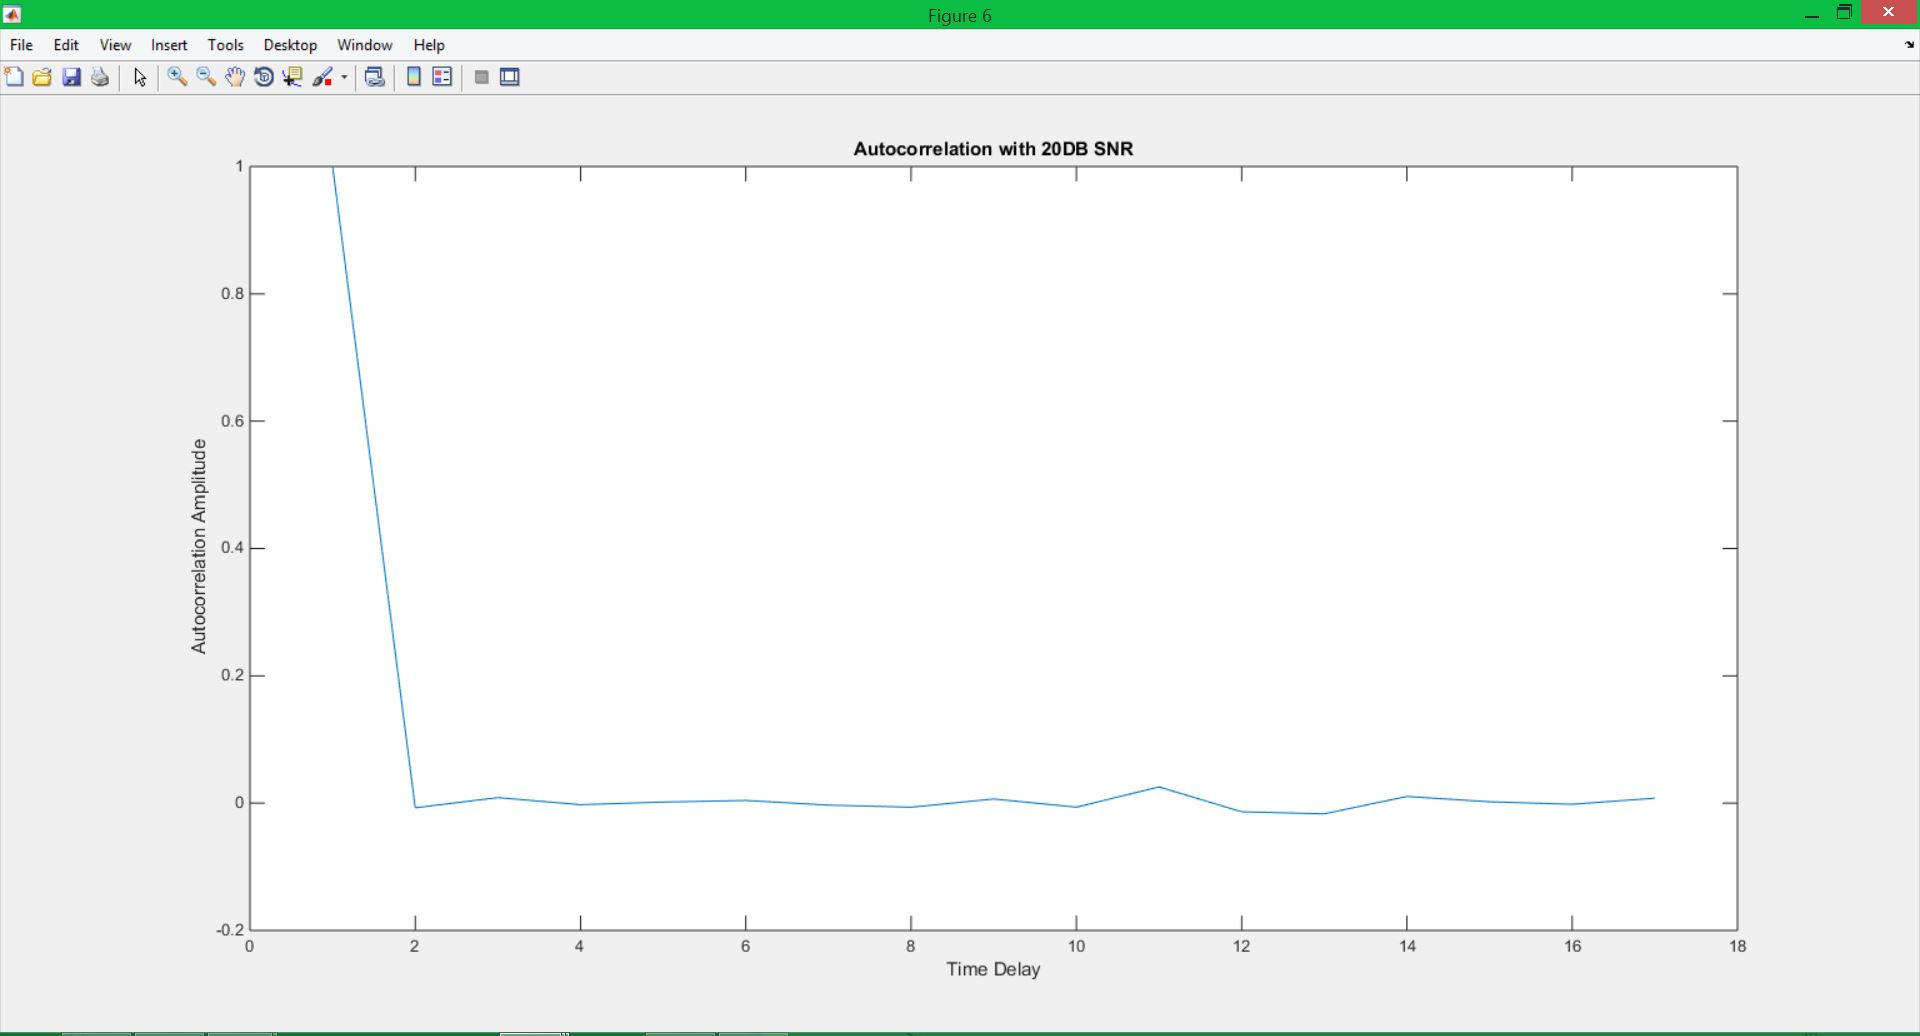 Figure 6
File Edit View Insert Tools Desktop Window Help
Autocorrelation with 20DB SNR
1
0.8
0.6
0.4
0.2
0
-0.2
Autocorrelation Amplitude
0 2 4 6 8 10 12 14 16 18
Time Delay